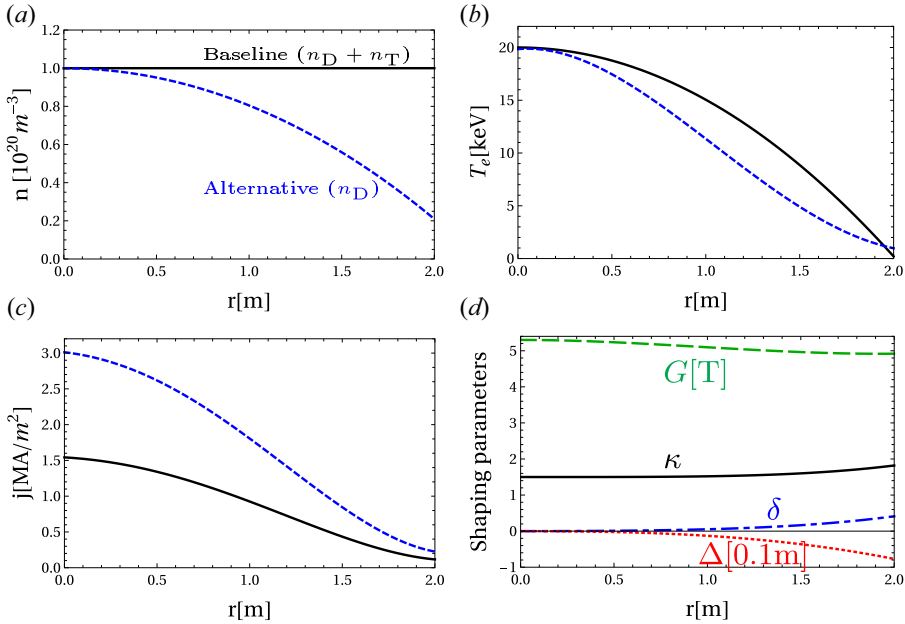 (a)
1.2
1.0
0.8
0.6
0.4
0.2
0.0
n [10²⁰m⁻³]
Baseline (n_D + n_T)
Alternative (n_D)
0.0 0.5 1.0 1.5 2.0
r[m]
(b)
20
15
10
5
0
T_e[keV]
0.0 0.5 1.0 1.5 2.0
r[m]
(c)
3.0
2.5
2.0
1.5
1.0
0.5
0.0
j[MA/m²]
0.0 0.5 1.0 1.5 2.0
r[m]
(d)
5
4
3
2
1
0
−1
Shaping parameters
G[T]
κ
δ
Δ[0.1m]
0.0 0.5 1.0 1.5 2.0
r[m]